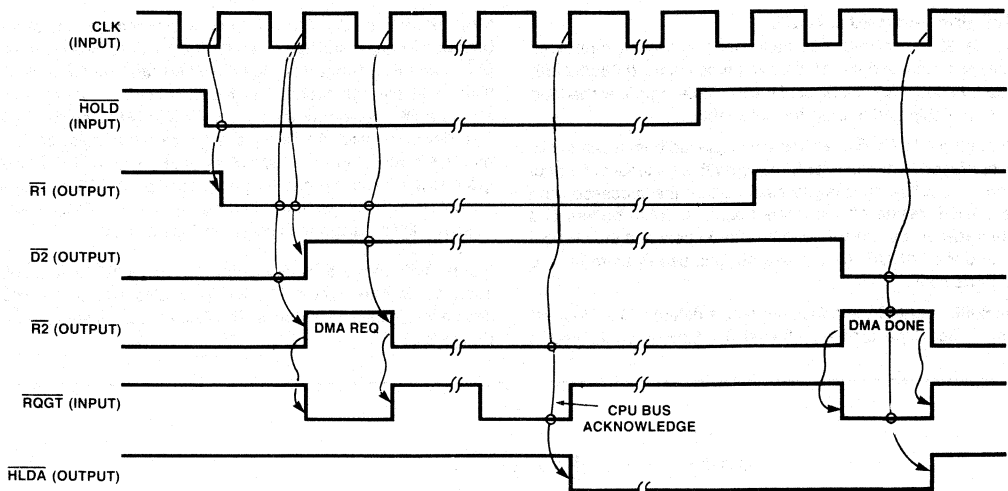 CLK
(INPUT)
HOLD
(INPUT)
R1 (OUTPUT)
D2 (OUTPUT)
R2 (OUTPUT)
DMA REQ
DMA DONE
RQGT (INPUT)
CPU BUS
ACKNOWLEDGE
HLDA (OUTPUT)